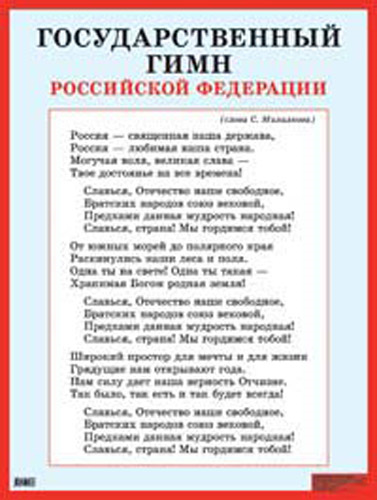 ГОСУДАРСТВЕННЫЙ
ГИМН
РОССИЙСКОЙ ФЕДЕРАЦИИ
(слова С. Михалкова)
Россия — священная наша держава,
Россия — любимая наша страна.
Могучая воля, великая слава —
Твое достоянье на все времена!
Славься, Отечество наше свободное,
Братских народов союз вековой,
Предками данная мудрость народная!
Славься, страна! Мы гордимся тобой!
От южных морей до полярного края
Раскинулись наши леса и поля.
Одна ты на свете! Одна ты такая —
Хранимая Богом родная земля!
Славься, Отечество наше свободное,
Братских народов союз вековой,
Предками данная мудрость народная!
Славься, страна! Мы гордимся тобой!
Широкий простор для мечты и для жизни
Грядущие нам открывают года.
Нам силу дает наша верность Отчизне.
Так было, так есть и так будет всегда!
Славься, Отечество наше свободное,
Братских народов союз вековой,
Предками данная мудрость народная!
Славься, страна! Мы гордимся тобой!